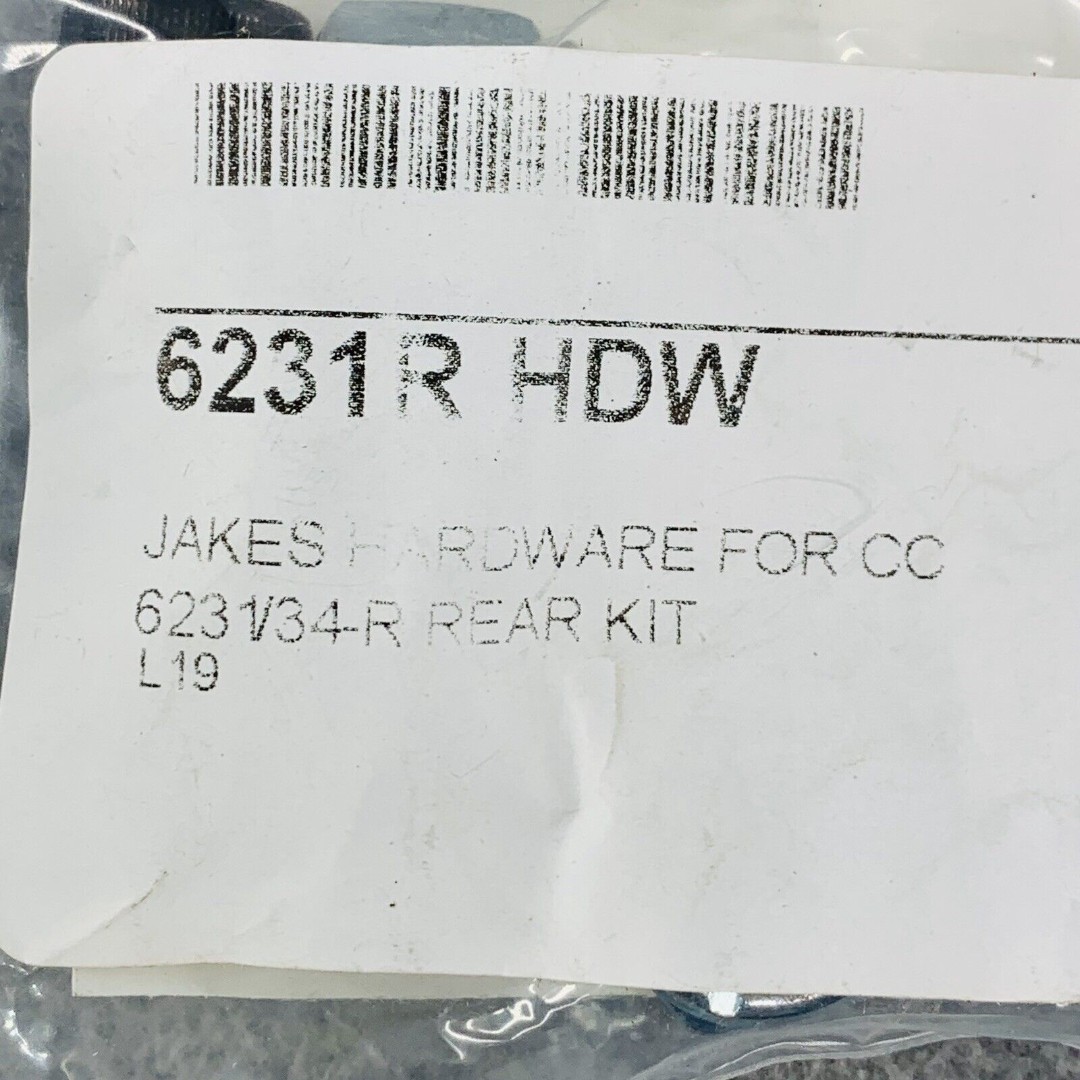 6231R HDW
JAKES HARDWARE FOR CC
6231/34-R REAR KIT
L19